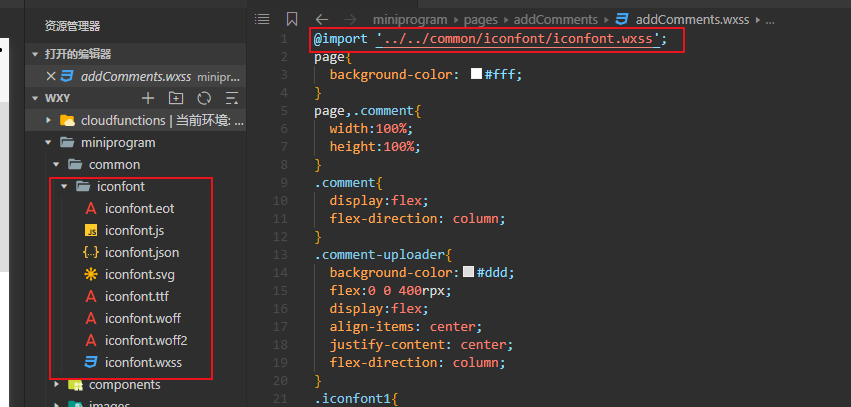 资源管理器
打开的编辑器
addComments.wxss minipr...
WXY
cloudfunctions | 当前环境: ...
miniprogram
common
iconfont
iconfont.eot
iconfont.js
iconfont.json
iconfont.svg
iconfont.ttf
iconfont.woff
iconfont.woff2
iconfont.wxss
components
images
miniprogram › pages › addComments › addComments.wxss › ...
1 @import '../../common/iconfont/iconfont.wxss';
2 page{
3 background-color: #fff;
4 }
5 page,.comment{
6 width:100%;
7 height:100%;
8 }
9 .comment{
10 display:flex;
11 flex-direction: column;
12 }
13 .comment-uploader{
14 background-color: #ddd;
15 flex:0 0 400rpx;
16 display:flex;
17 align-items: center;
18 justify-content: center;
19 flex-direction: column;
20 }
21 .iconfont1{